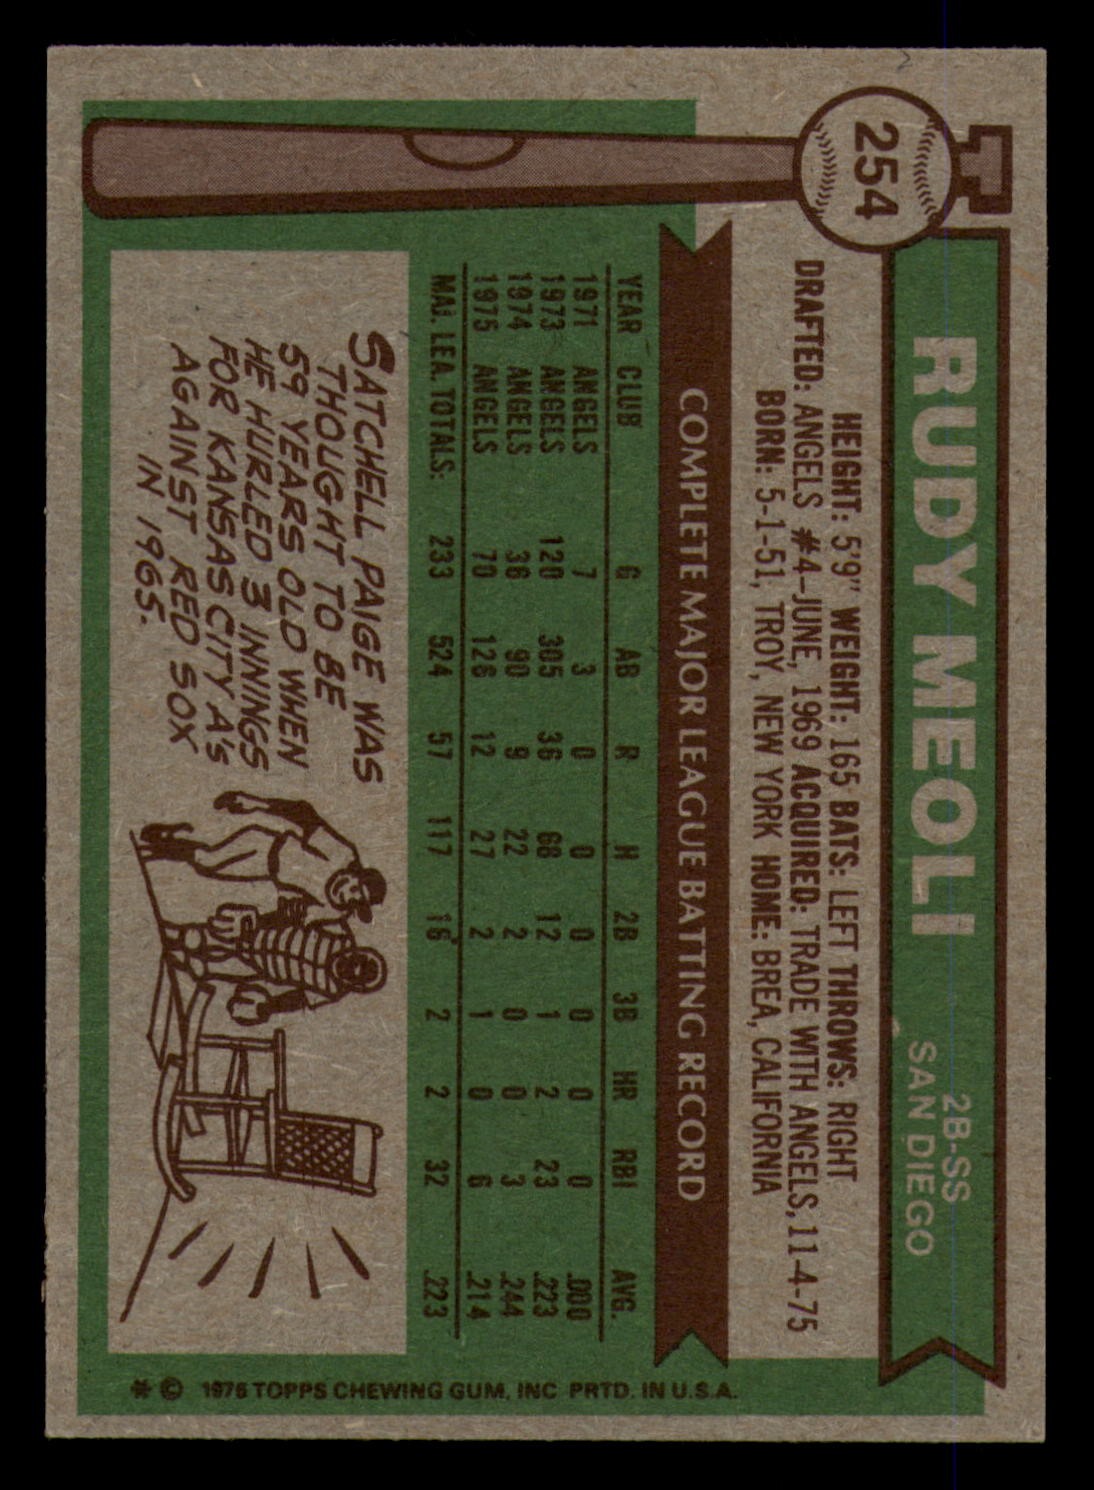 254
RUDY MEOLI
2B-SS
SAN DIEGO
HEIGHT: 5'9" WEIGHT: 165 BATS: LEFT THROWS: RIGHT
DRAFTED: ANGELS #4-JUNE, 1969 ACQUIRED: TRADE WITH ANGELS, 11-4-75
BORN: 5-1-51, TROY, NEW YORK HOME: BREA, CALIFORNIA
COMPLETE MAJOR LEAGUE BATTING RECORD
YEAR CLUB G AB R H 2B 3B HR RBI AVG.
1971 ANGELS 7 3 0 0 0 0 0 0 .000
1973 ANGELS 120 305 36 68 12 1 2 23 .223
1974 ANGELS 36 90 9 22 2 0 0 3 .244
1975 ANGELS 70 126 12 27 2 1 0 6 .214
MAJ. LEA. TOTALS: 233 524 57 117 16 2 2 32 .223
SATCHELL PAIGE WAS
THOUGHT TO BE
59 YEARS OLD WHEN
HE HURLED 3 INNINGS
FOR KANSAS CITY A'S
AGAINST RED SOX
IN 1965.
* © 1976 TOPPS CHEWING GUM, INC PRTD. IN U.S.A.